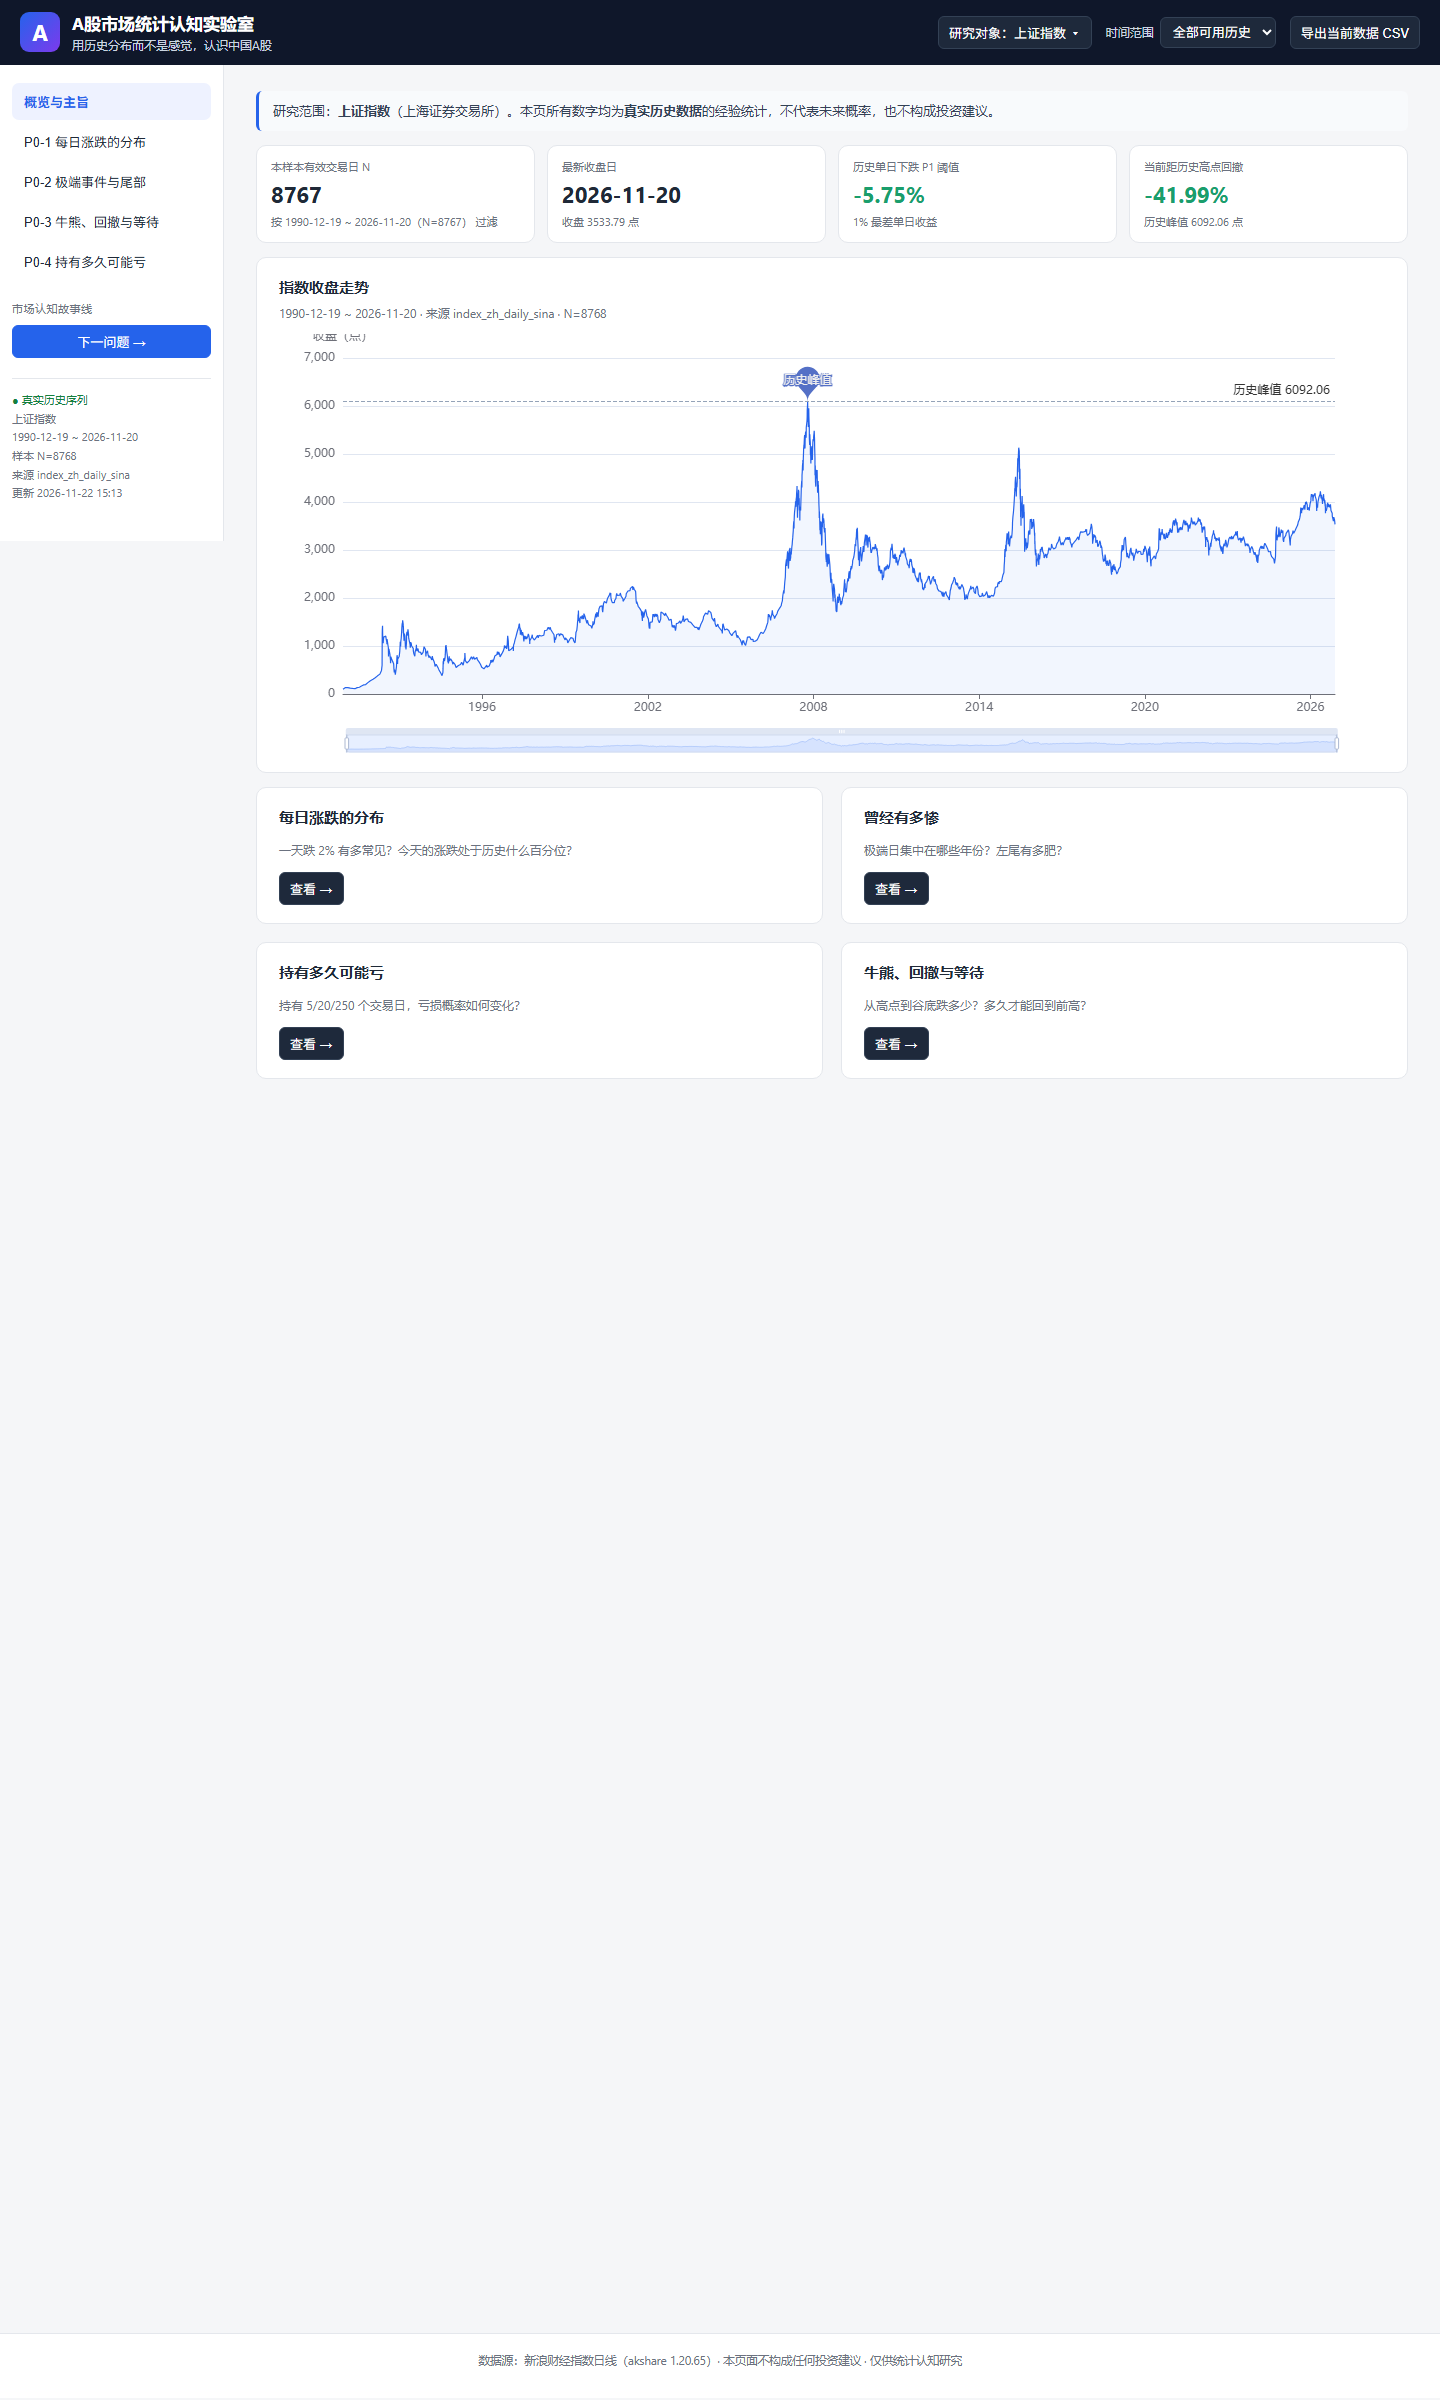 A
A股市场统计认知实验室
用历史分布而不是感觉，认识中国A股
研究对象：上证指数
时间范围
全部可用历史
导出当前数据 CSV
概览与主旨
P0-1 每日涨跌的分布
P0-2 极端事件与尾部
P0-3 牛熊、回撤与等待
P0-4 持有多久可能亏
市场认知故事线
下一问题 →
● 真实历史序列
上证指数
1990-12-19 ~ 2026-11-20
样本 N=8768
来源 index_zh_daily_sina
更新 2026-11-22 15:13
研究范围：上证指数（上海证券交易所）。本页所有数字均为真实历史数据的经验统计，不代表未来概率，也不构成投资建议。
本样本有效交易日 N
8767
按 1990-12-19 ~ 2026-11-20（N=8767） 过滤
最新收盘日
2026-11-20
收盘 3533.79 点
历史单日下跌 P1 阈值
-5.75%
1% 最差单日收益
当前距历史高点回撤
-41.99%
历史峰值 6092.06 点
指数收盘走势
1990-12-19 ~ 2026-11-20 · 来源 index_zh_daily_sina · N=8768
收盘（点）
7,000
6,000
5,000
4,000
3,000
2,000
1,000
0
历史峰值
历史峰值 6092.06
1996
2002
2008
2014
2020
2026
每日涨跌的分布
一天跌 2% 有多常见？今天的涨跌处于历史什么百分位？
查看 →
曾经有多惨
极端日集中在哪些年份？左尾有多肥？
查看 →
持有多久可能亏
持有 5/20/250 个交易日，亏损概率如何变化？
查看 →
牛熊、回撤与等待
从高点到谷底跌多少？多久才能回到前高？
查看 →
数据源：新浪财经指数日线（akshare 1.20.65）· 本页面不构成任何投资建议 · 仅供统计认知研究